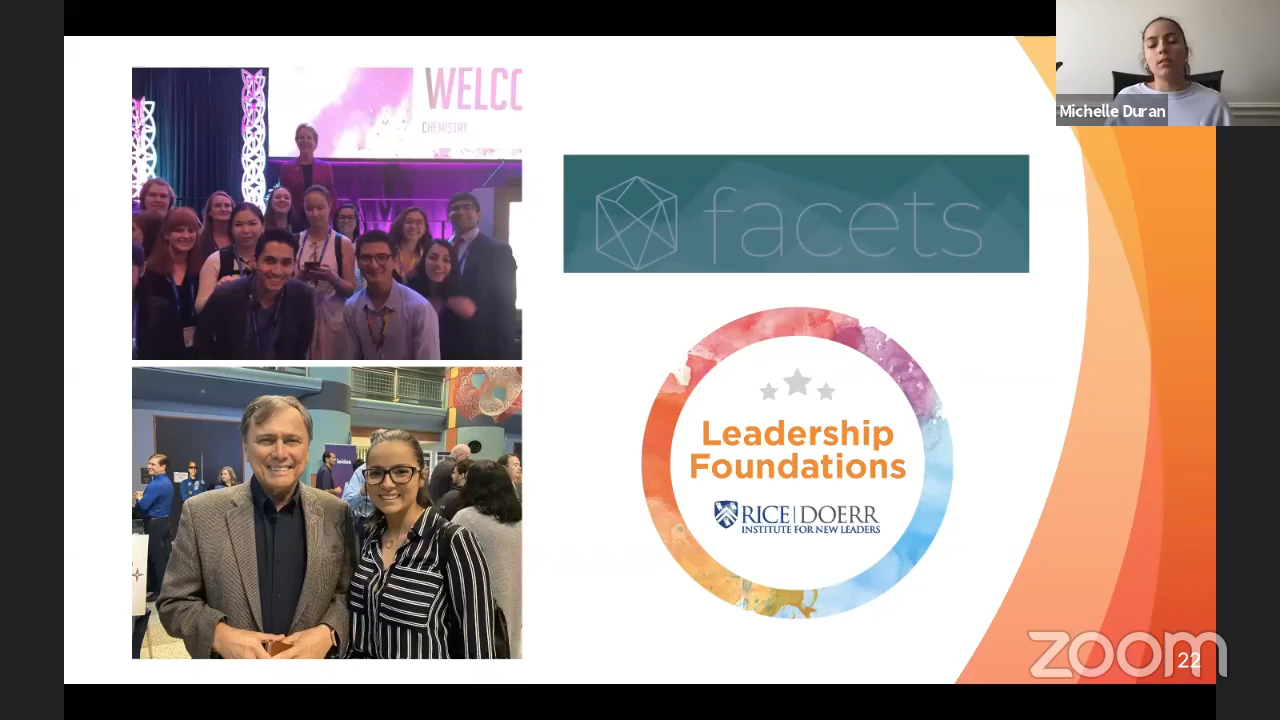 WELCO
CHEMISTRY
Michelle Duran
facets
Leadership
Foundations
RICE | DOERR
INSTITUTE FOR NEW LEADERS
zoom
22